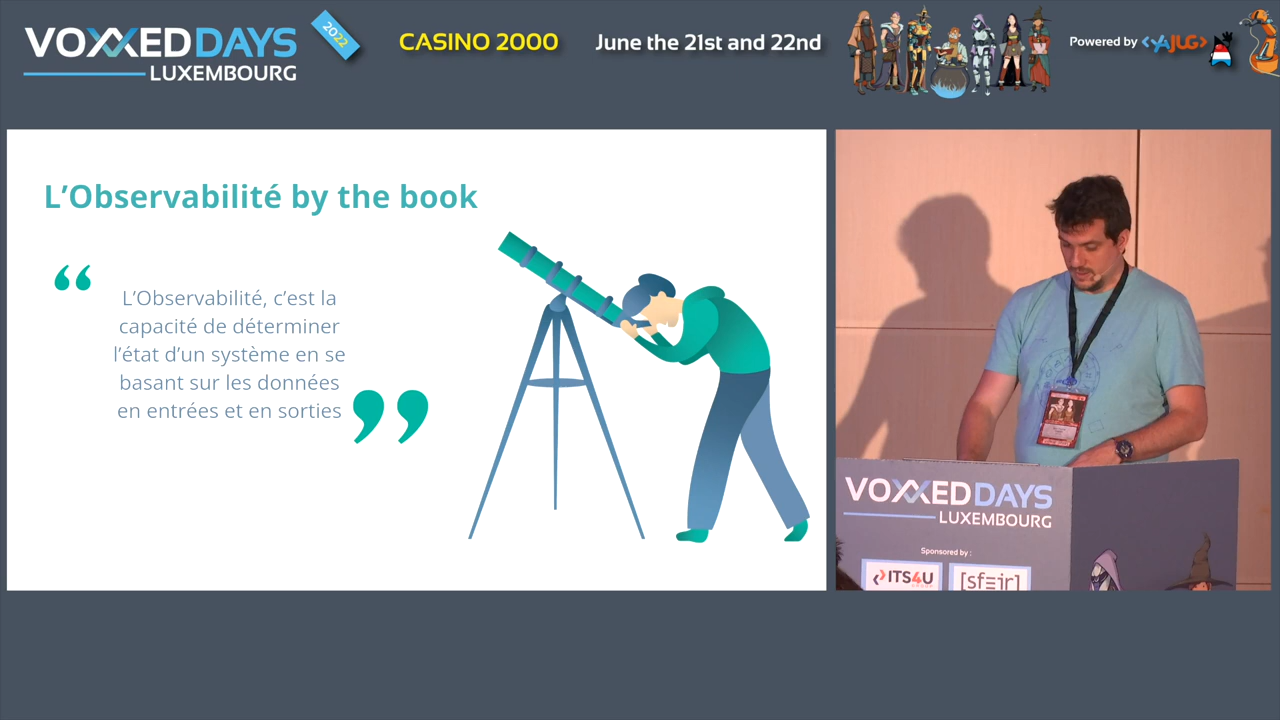 VOXXEDDAYS
LUXEMBOURG
2022
CASINO 2000
June the 21st and 22nd
Powered by <YAJUG>
L’Observabilité by the book
“
L’Observabilité, c’est la
capacité de déterminer
l’état d’un système en se
basant sur les données
en entrées et en sorties
”
VOXXEDDAYS
LUXEMBOURG
Sponsored by :
ITS4U
[sfeir]